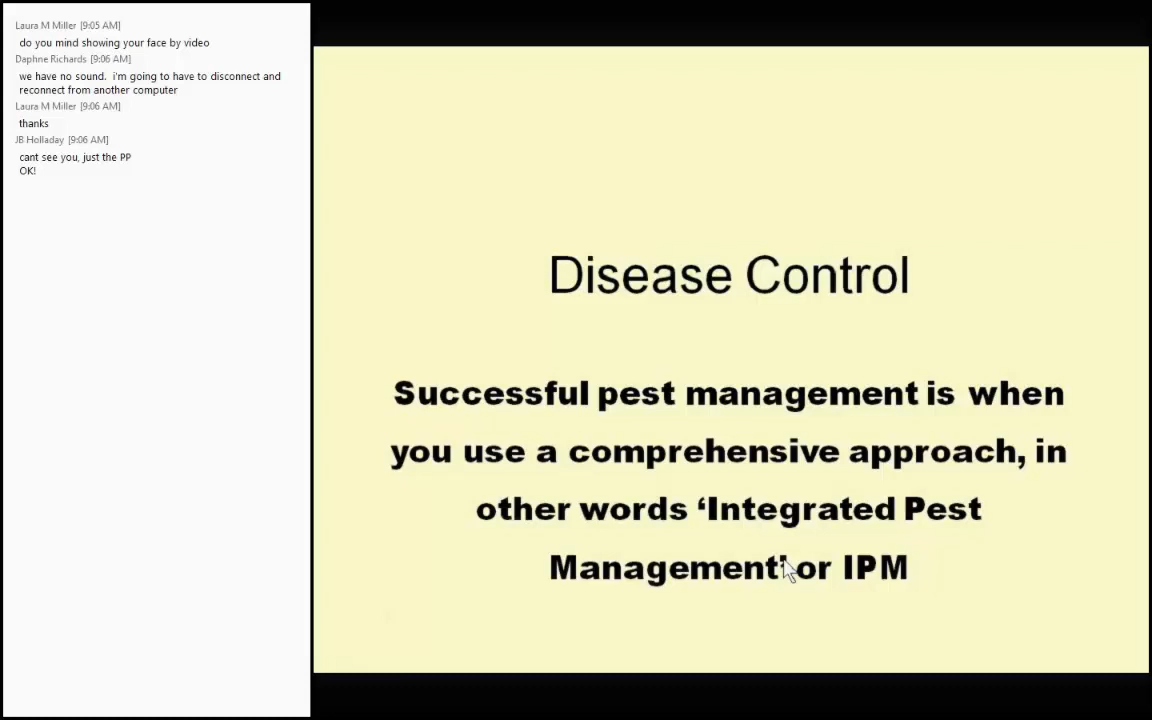 Laura M Miller [9:05 AM]
do you mind showing your face by video
Daphne Richards [9:06 AM]
we have no sound.  i'm going to have to disconnect and
reconnect from another computer
Laura M Miller [9:06 AM]
thanks
JB Holladay [9:06 AM]
cant see you, just the PP
OK!
Disease Control
Successful pest management is when
you use a comprehensive approach, in
other words ‘Integrated Pest
Management’ or IPM